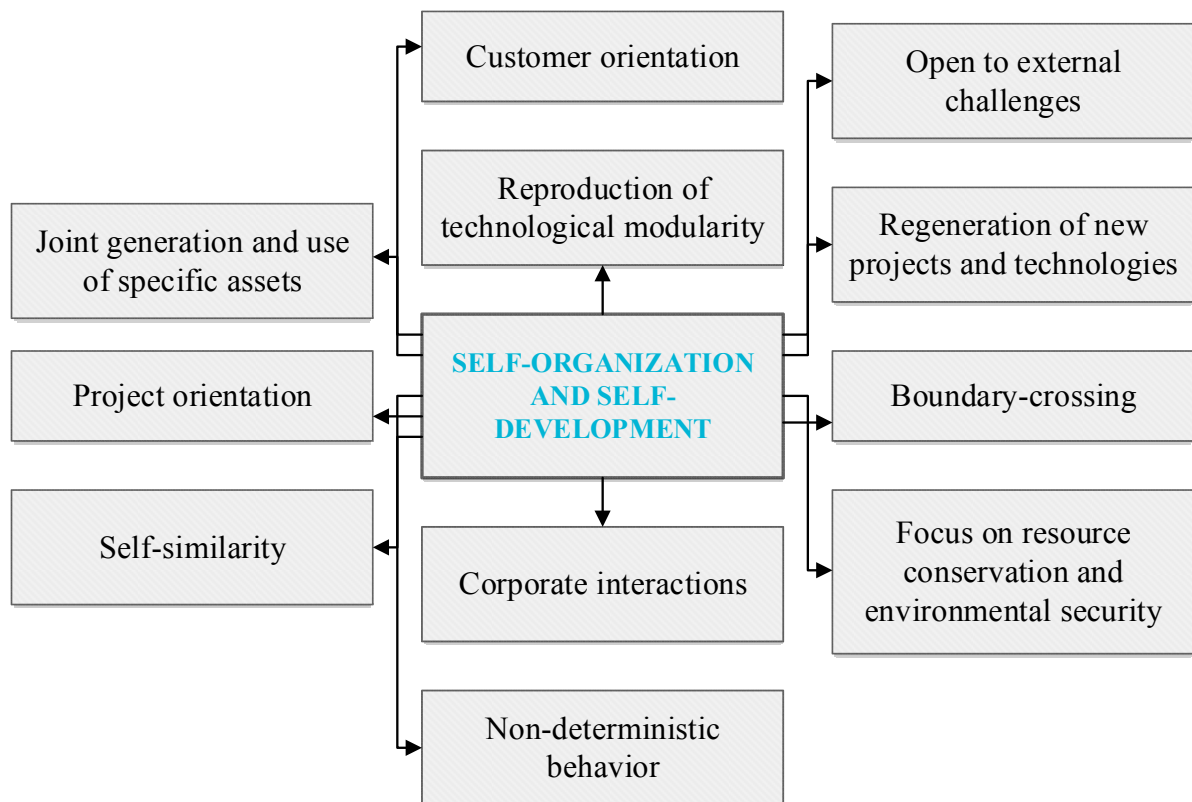 Customer orientation
Open to external
challenges
Reproduction of
technological modularity
Joint generation and use
of specific assets
Regeneration of new
projects and technologies
SELF-ORGANIZATION
AND SELF-
DEVELOPMENT
Project orientation
Boundary-crossing
Self-similarity
Corporate interactions
Focus on resource
conservation and
environmental security
Non-deterministic
behavior